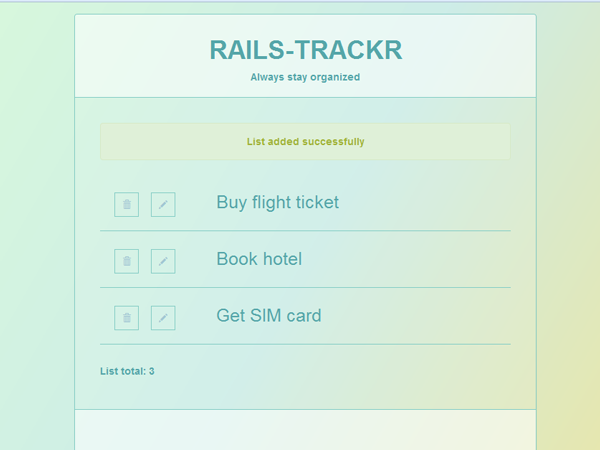 RAILS-TRACKR
Always stay organized
List added successfully
Buy flight ticket
Book hotel
Get SIM card
List total: 3